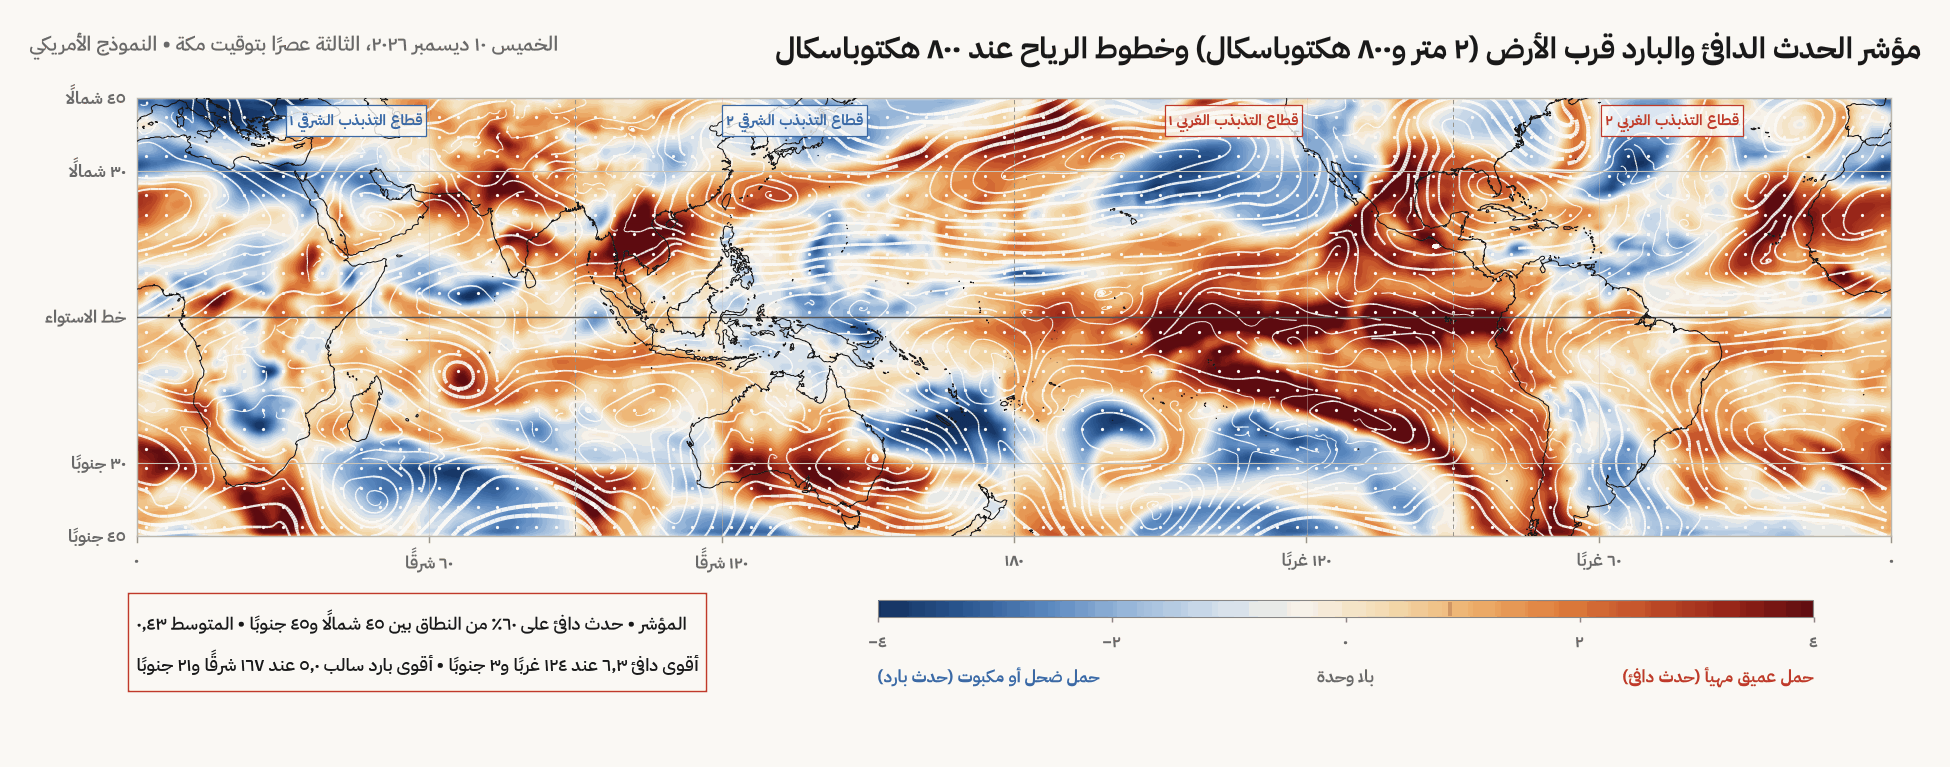 مؤشر الحدث الدافئ والبارد قرب الأرض (٢ متر و٨٠٠ هكتوباسكال) وخطوط الرياح عند ٨٠٠ هكتوباسكال
الخميس ١٠ ديسمبر ٢٠٢٦، الثالثة عصرًا بتوقيت مكة • النموذج الأمريكي
٤٥ شمالًا
٣٠ شمالًا
خط الاستواء
٣٠ جنوبًا
٤٥ جنوبًا
قطاع التذبذب الشرقي ١
قطاع التذبذب الشرقي ٢
قطاع التذبذب الغربي ١
قطاع التذبذب الغربي ٢
٠
٦٠ شرقًا
١٢٠ شرقًا
١٨٠
١٢٠ غربًا
٦٠ غربًا
٠
المؤشر • حدث دافئ على ٦٠٪ من النطاق بين ٤٥ شمالًا و٤٥ جنوبًا • المتوسط ٠,٤٣
أقوى دافئ ٦,٣ عند ١٢٤ غربًا و٣ جنوبًا • أقوى بارد سالب ٥,٠ عند ١٦٧ شرقًا و٢١ جنوبًا
−٤
−٢
٠
٢
٤
حمل عميق مهيأ (حدث دافئ)
بلا وحدة
حمل ضحل أو مكبوت (حدث بارد)